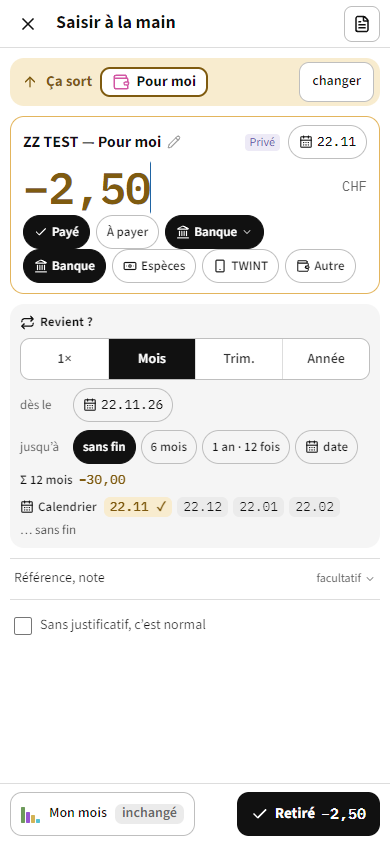 Saisir à la main
Ça sort Pour moi changer
ZZ TEST — Pour moi Privé 22.11
−2,50 CHF
Payé À payer Banque
Banque Espèces TWINT Autre
Revient ?
1× Mois Trim. Année
dès le 22.11.26
jusqu’à sans fin 6 mois 1 an · 12 fois date
Σ 12 mois −30,00
Calendrier 22.11 ✓ 22.12 22.01 22.02
… sans fin
Référence, note facultatif
Sans justificatif, c’est normal
Mon mois inchangé Retiré −2,50